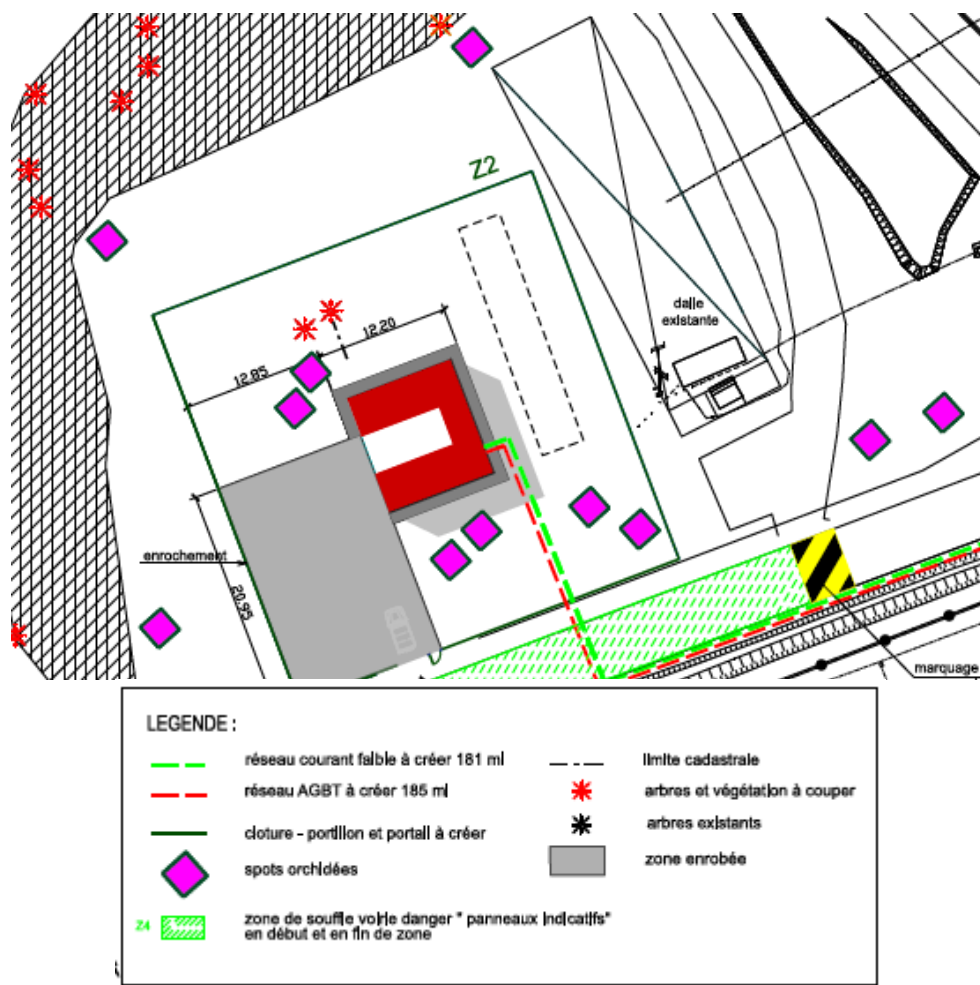 Z2
12.20
12.85
dalle
existante
enrochement
20.95
4 m
marquage
LEGENDE :
réseau courant faible à créer 181 ml
réseau AGBT à créer 185 ml
cloture - portillon et portail à créer
spots orchidées
Z4
zone de souffle voirie danger " panneaux indicatifs"
en début et en fin de zone
limite cadastrale
arbres et végétation à couper
arbres existants
zone enrobée